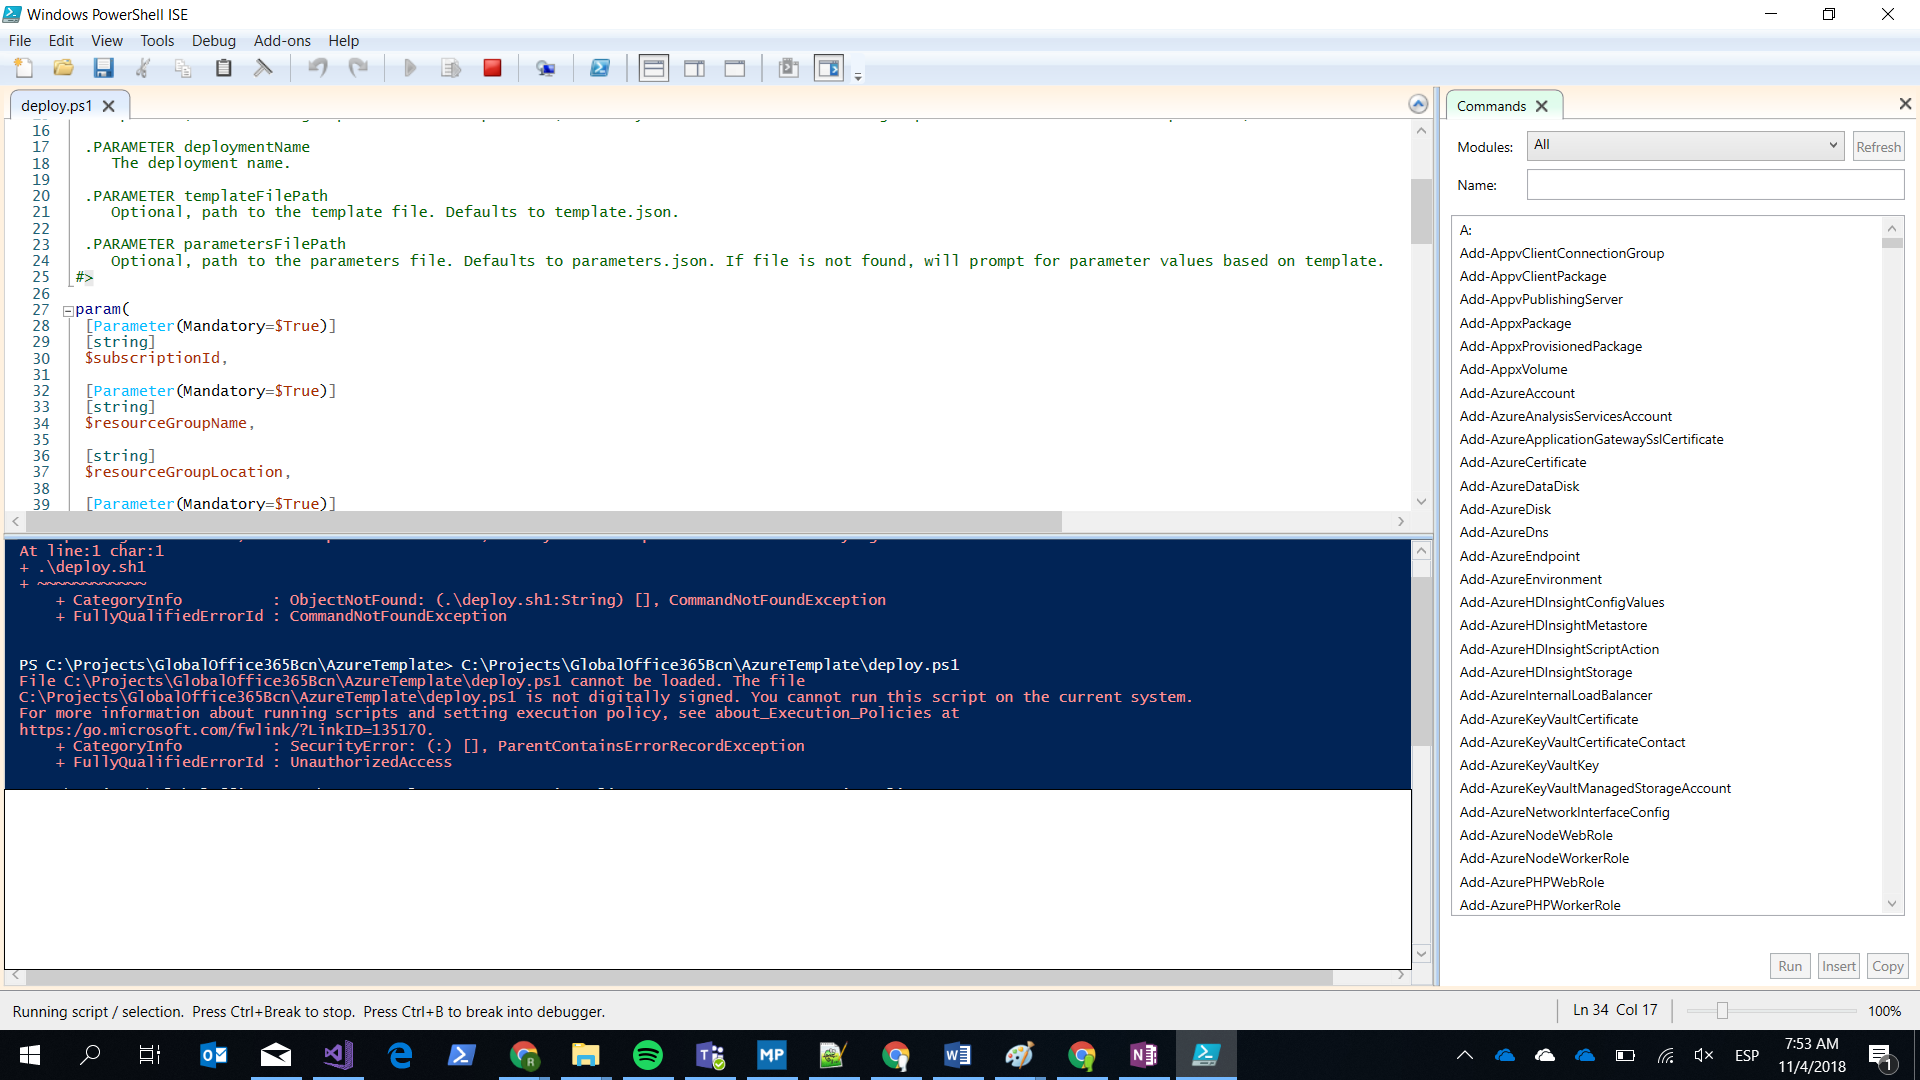 Windows PowerShell ISE
File Edit View Tools Debug Add-ons Help
deploy.ps1
16
17 .PARAMETER deploymentName
18 The deployment name.
19
20 .PARAMETER templateFilePath
21 Optional, path to the template file. Defaults to template.json.
22
23 .PARAMETER parametersFilePath
24 Optional, path to the parameters file. Defaults to parameters.json. If file is not found, will prompt for parameter values based on template.
25 #>
26
27 param(
28 [Parameter(Mandatory=$True)]
29 [string]
30 $subscriptionId,
31
32 [Parameter(Mandatory=$True)]
33 [string]
34 $resourceGroupName,
35
36 [string]
37 $resourceGroupLocation,
38
39 [Parameter(Mandatory=$True)]
At line:1 char:1
+ .\deploy.sh1
+ ~~~~~~~~~~~~
+ CategoryInfo : ObjectNotFound: (.\deploy.sh1:String) [], CommandNotFoundException
+ FullyQualifiedErrorId : CommandNotFoundException
PS C:\Projects\GlobalOffice365Bcn\AzureTemplate> C:\Projects\GlobalOffice365Bcn\AzureTemplate\deploy.ps1
File C:\Projects\GlobalOffice365Bcn\AzureTemplate\deploy.ps1 cannot be loaded. The file
C:\Projects\GlobalOffice365Bcn\AzureTemplate\deploy.ps1 is not digitally signed. You cannot run this script on the current system.
For more information about running scripts and setting execution policy, see about_Execution_Policies at
https:/go.microsoft.com/fwlink/?LinkID=135170.
+ CategoryInfo : SecurityError: (:) [], ParentContainsErrorRecordException
+ FullyQualifiedErrorId : UnauthorizedAccess
Commands
Modules: All Refresh
Name:
A:
Add-AppvClientConnectionGroup
Add-AppvClientPackage
Add-AppvPublishingServer
Add-AppxPackage
Add-AppxProvisionedPackage
Add-AppxVolume
Add-AzureAccount
Add-AzureAnalysisServicesAccount
Add-AzureApplicationGatewaySslCertificate
Add-AzureCertificate
Add-AzureDataDisk
Add-AzureDisk
Add-AzureDns
Add-AzureEndpoint
Add-AzureEnvironment
Add-AzureHDInsightConfigValues
Add-AzureHDInsightMetastore
Add-AzureHDInsightScriptAction
Add-AzureHDInsightStorage
Add-AzureInternalLoadBalancer
Add-AzureKeyVaultCertificate
Add-AzureKeyVaultCertificateContact
Add-AzureKeyVaultKey
Add-AzureKeyVaultManagedStorageAccount
Add-AzureNetworkInterfaceConfig
Add-AzureNodeWebRole
Add-AzureNodeWorkerRole
Add-AzurePHPWebRole
Add-AzurePHPWorkerRole
Run Insert Copy
Running script / selection. Press Ctrl+Break to stop. Press Ctrl+B to break into debugger.
Ln 34 Col 17
100%
MP
ESP
7:53 AM
11/4/2018
1